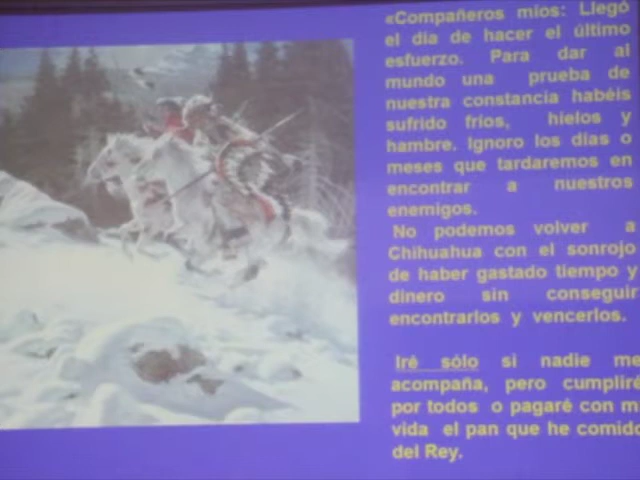 «Compañeros mios: Llegó
el dia de hacer el último
esfuerzo. Para dar al
mundo una prueba de
nuestra constancia habéis
sufrido fríos, hielos y
hambre. Ignoro los días o
meses que tardaremos en
encontrar a nuestros
enemigos.
No podemos volver a
Chihuahua con el sonrojo
de haber gastado tiempo y
dinero sin conseguir
encontrarlos y vencerlos.
Iré sólo si nadie me
acompaña, pero cumpliré
por todos o pagaré con mi
vida el pan que he comido
del Rey.